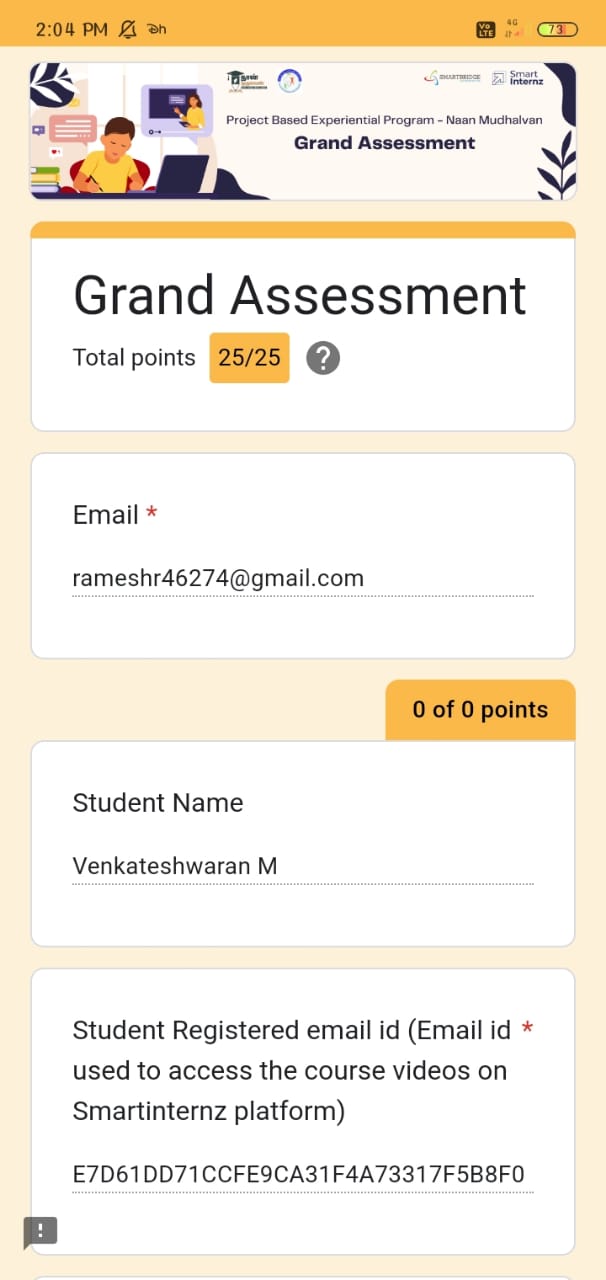 2:04 PM
Vo LTE 4G 73
SMARTBRIDGE Smart Internz
Project Based Experiential Program - Naan Mudhalvan
Grand Assessment
Grand Assessment
Total points 25/25 ?
Email *
rameshr46274@gmail.com
0 of 0 points
Student Name
Venkateshwaran M
Student Registered email id (Email id *
used to access the course videos on
Smartinternz platform)
E7D61DD71CCFE9CA31F4A73317F5B8F0
!